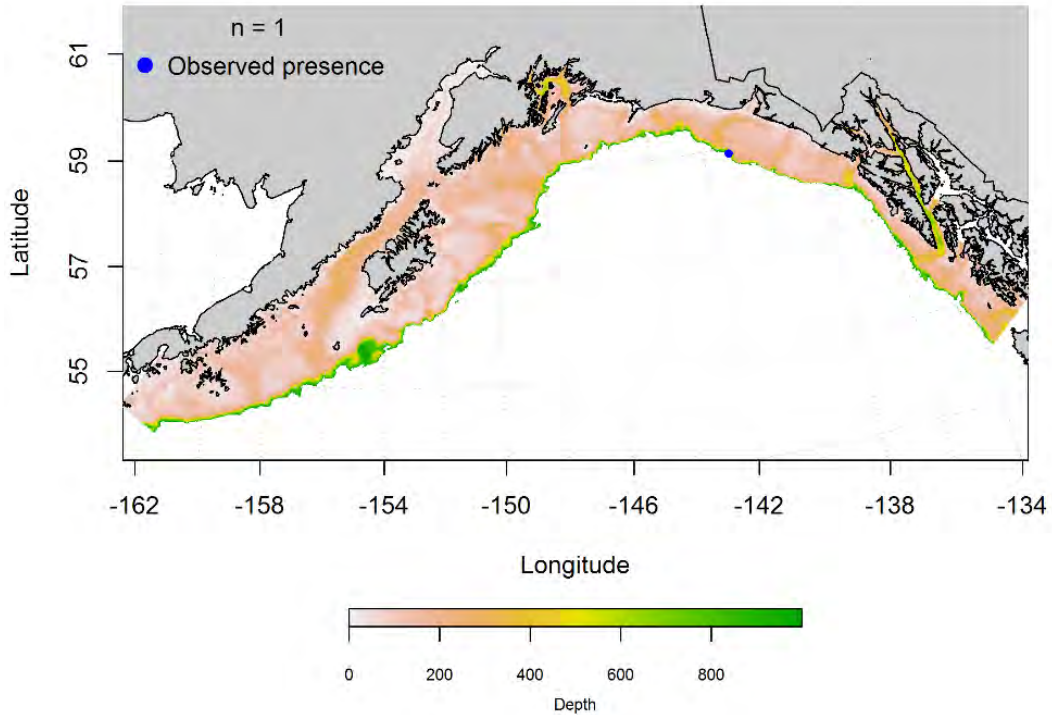 n = 1
Observed presence
Latitude
61
59
57
55
-162 -158 -154 -150 -146 -142 -138 -134
Longitude
0 200 400 600 800
Depth